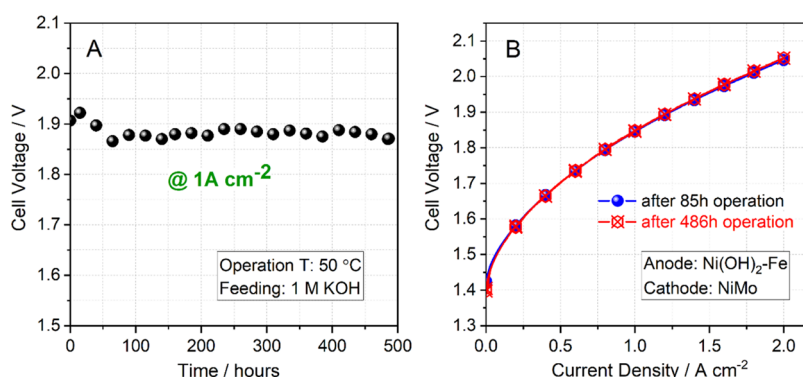 A
2.1
2.0
1.9
1.8
1.7
1.6
1.5
Cell Voltage / V
@ 1A cm⁻²
Operation T: 50 °C
Feeding: 1 M KOH
0 100 200 300 400 500
Time / hours
B
2.1
2.0
1.9
1.8
1.7
1.6
1.5
1.4
1.3
Cell Voltage / V
after 85h operation
after 486h operation
Anode: Ni(OH)₂-Fe
Cathode: NiMo
0.0 0.5 1.0 1.5 2.0
Current Density / A cm⁻²